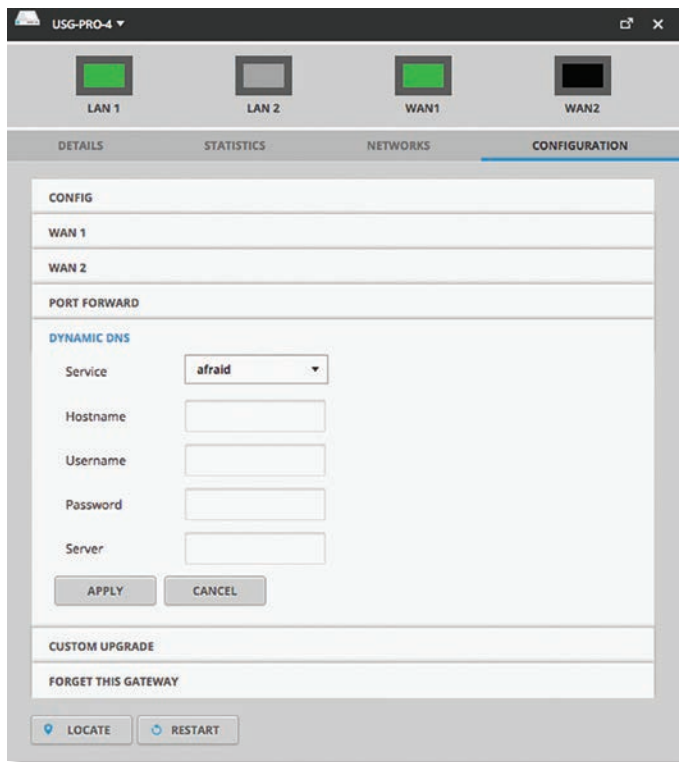 USG-PRO-4
LAN 1 LAN 2 WAN1 WAN2
DETAILS STATISTICS NETWORKS CONFIGURATION
CONFIG
WAN 1
WAN 2
PORT FORWARD
DYNAMIC DNS
Service afraid
Hostname
Username
Password
Server
APPLY CANCEL
CUSTOM UPGRADE
FORGET THIS GATEWAY
LOCATE RESTART